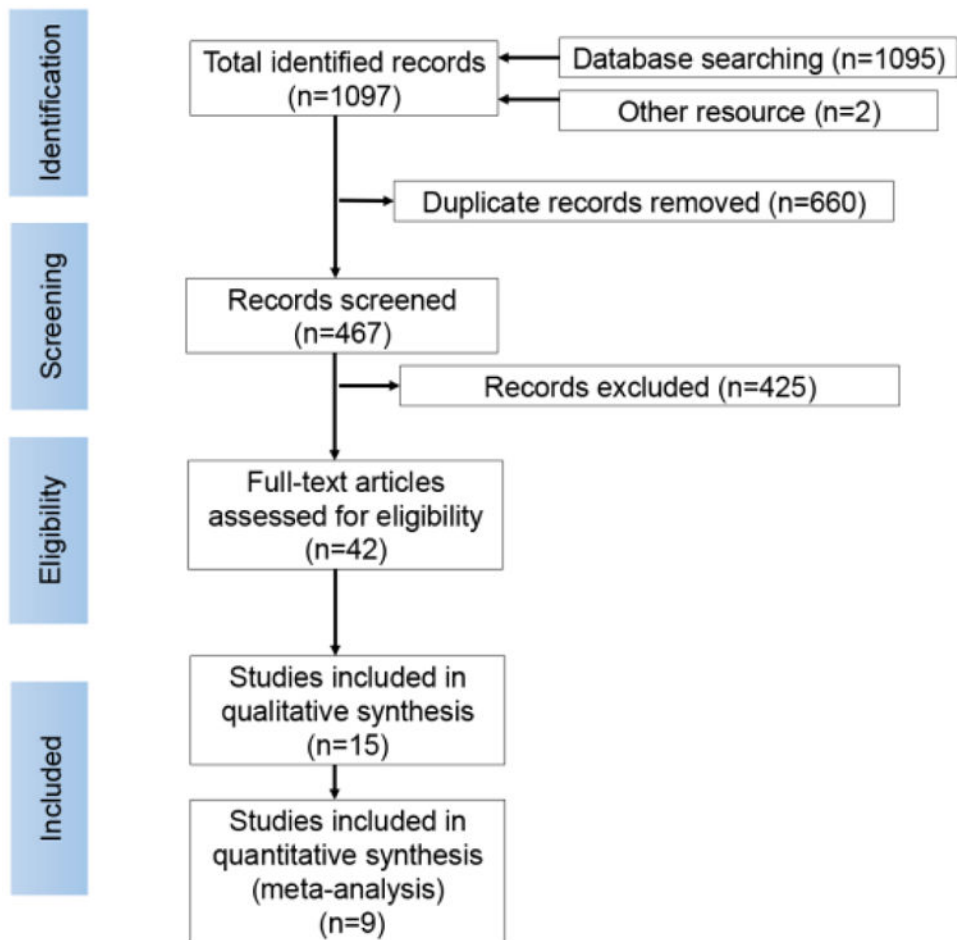 Identification
Total identified records
(n=1097)
Database searching (n=1095)
Other resource (n=2)
Duplicate records removed (n=660)
Screening
Records screened
(n=467)
Records excluded (n=425)
Eligibility
Full-text articles
assessed for eligibility
(n=42)
Included
Studies included in
qualitative synthesis
(n=15)
Studies included in
quantitative synthesis
(meta-analysis)
(n=9)